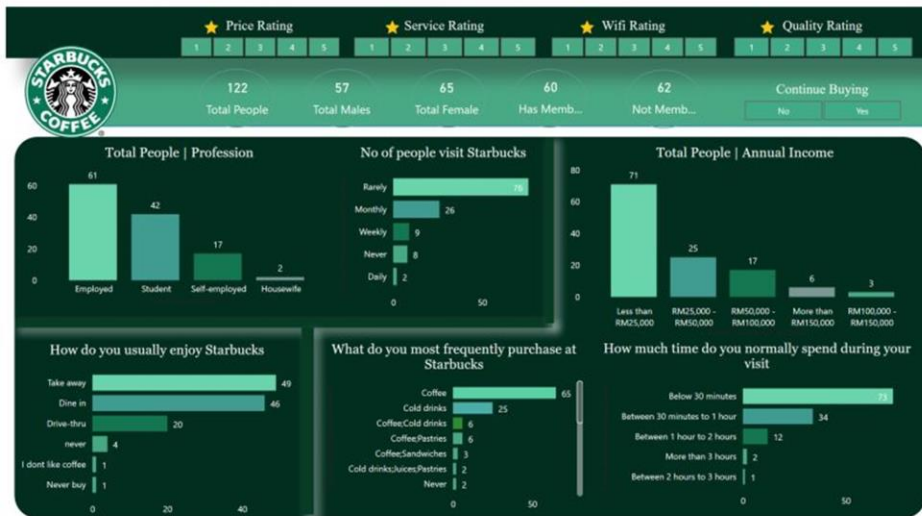 Price Rating
1 2 3 4 5
Service Rating
1 2 3 4 5
Wifi Rating
1 2 3 4 5
Quality Rating
1 2 3 4 5
STARBUCKS
COFFEE
®
122
Total People
57
Total Males
65
Total Female
60
Has Memb...
62
Not Memb...
Continue Buying
No Yes
Total People | Profession
60
40
20
0
61
42
17
2
Employed Student Self-employed Housewife
No of people visit Starbucks
Rarely 76
Monthly 26
Weekly 9
Never 8
Daily 2
0 50
Total People | Annual Income
80
60
40
20
0
71
25
17
6
3
Less than RM25,000
RM25,000 - RM50,000
RM50,000 - RM100,000
More than RM150,000
RM100,000 - RM150,000
How do you usually enjoy Starbucks
Take away 49
Dine in 46
Drive-thru 20
never 4
I dont like coffee 1
Never buy 1
0 20 40
What do you most frequently purchase at
Starbucks
Coffee 65
Cold drinks 25
Coffee;Cold drinks 6
Coffee;Pastries 6
Coffee;Sandwiches 3
Cold drinks;Juices;Pastries 2
Never 2
0 50
How much time do you normally spend during your
visit
Below 30 minutes 73
Between 30 minutes to 1 hour 34
Between 1 hour to 2 hours 12
More than 3 hours 2
Between 2 hours to 3 hours 1
0 50